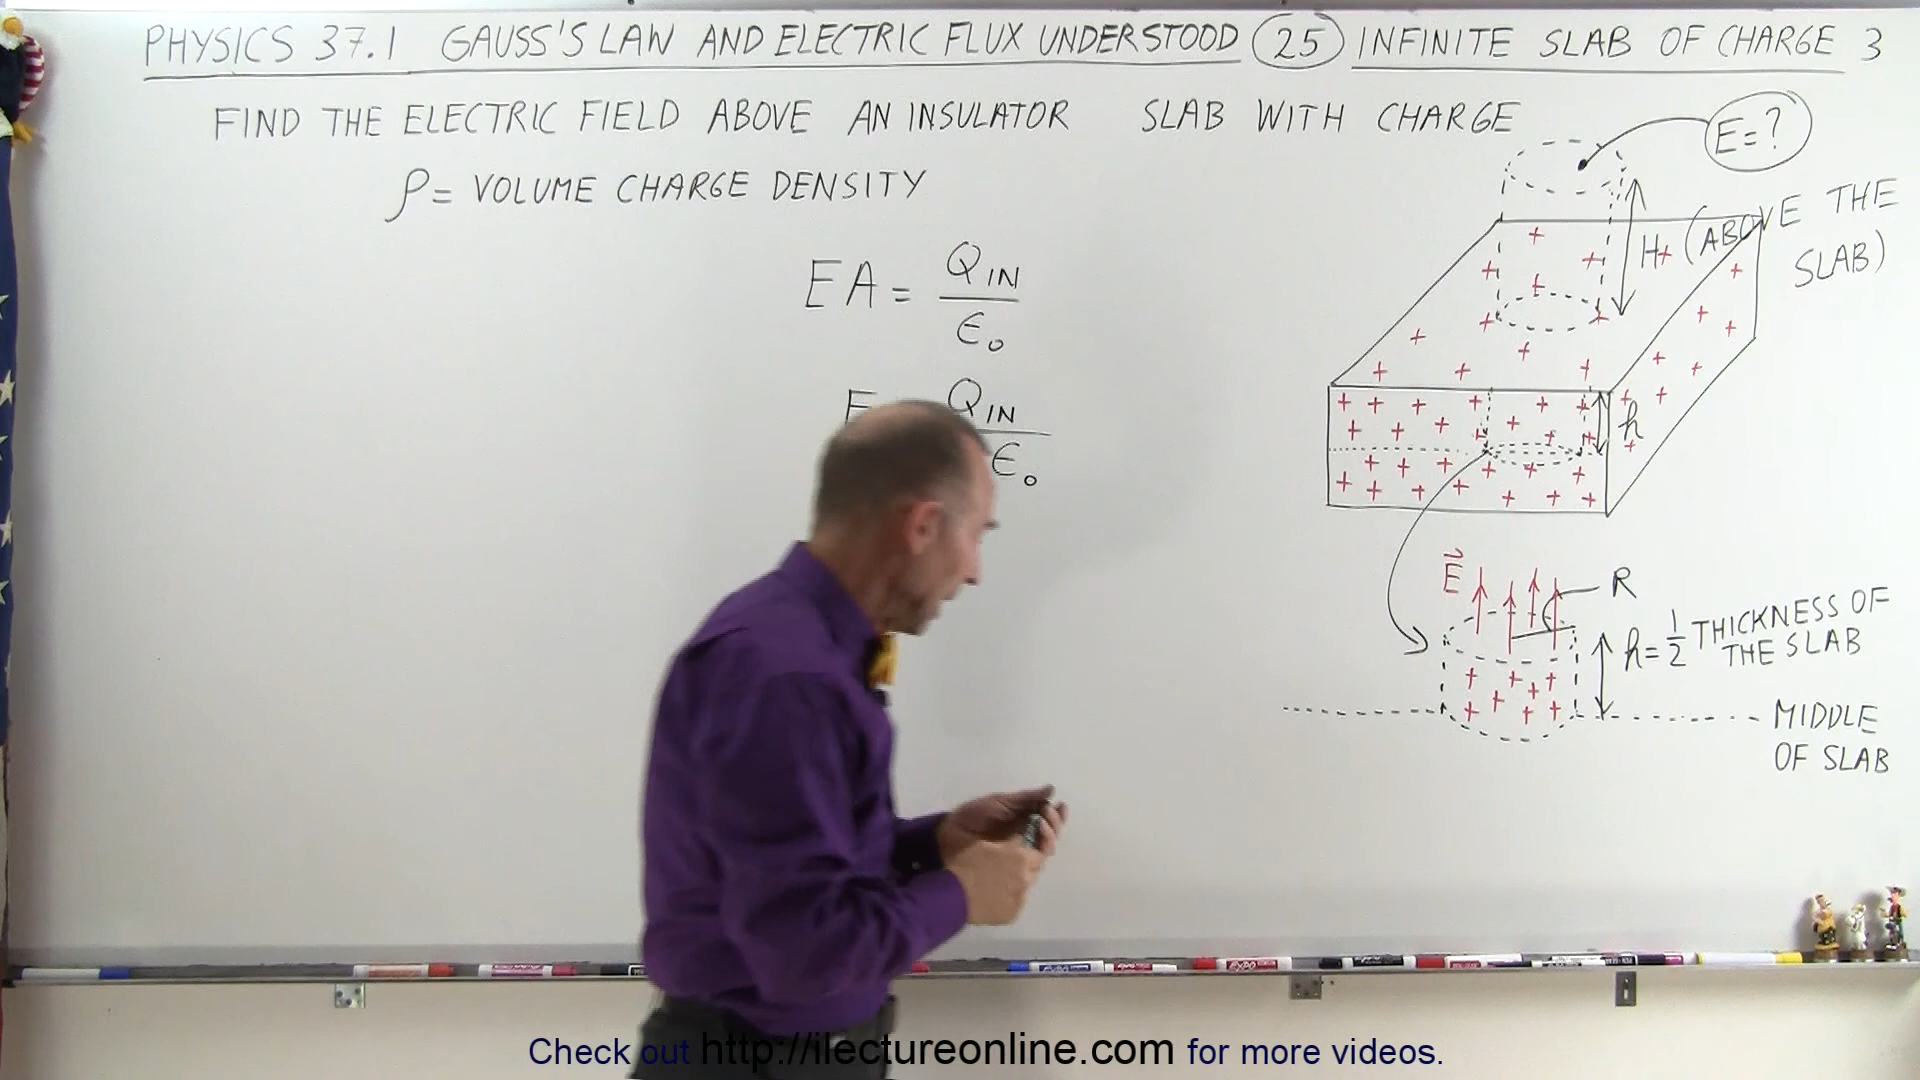 PHYSICS 37.1 GAUSS'S LAW AND ELECTRIC FLUX UNDERSTOOD 25 INFINITE SLAB OF CHARGE 3
FIND THE ELECTRIC FIELD ABOVE AN INSULATOR SLAB WITH CHARGE
ρ = VOLUME CHARGE DENSITY
E = ?
H (ABOVE THE
SLAB)
EA = Q IN
ϵ₀
Q IN
ϵ₀
h
E⃗
R
h = 1/2 THICKNESS OF
THE SLAB
MIDDLE
OF SLAB
Check out http://ilectureonline.com for more videos.